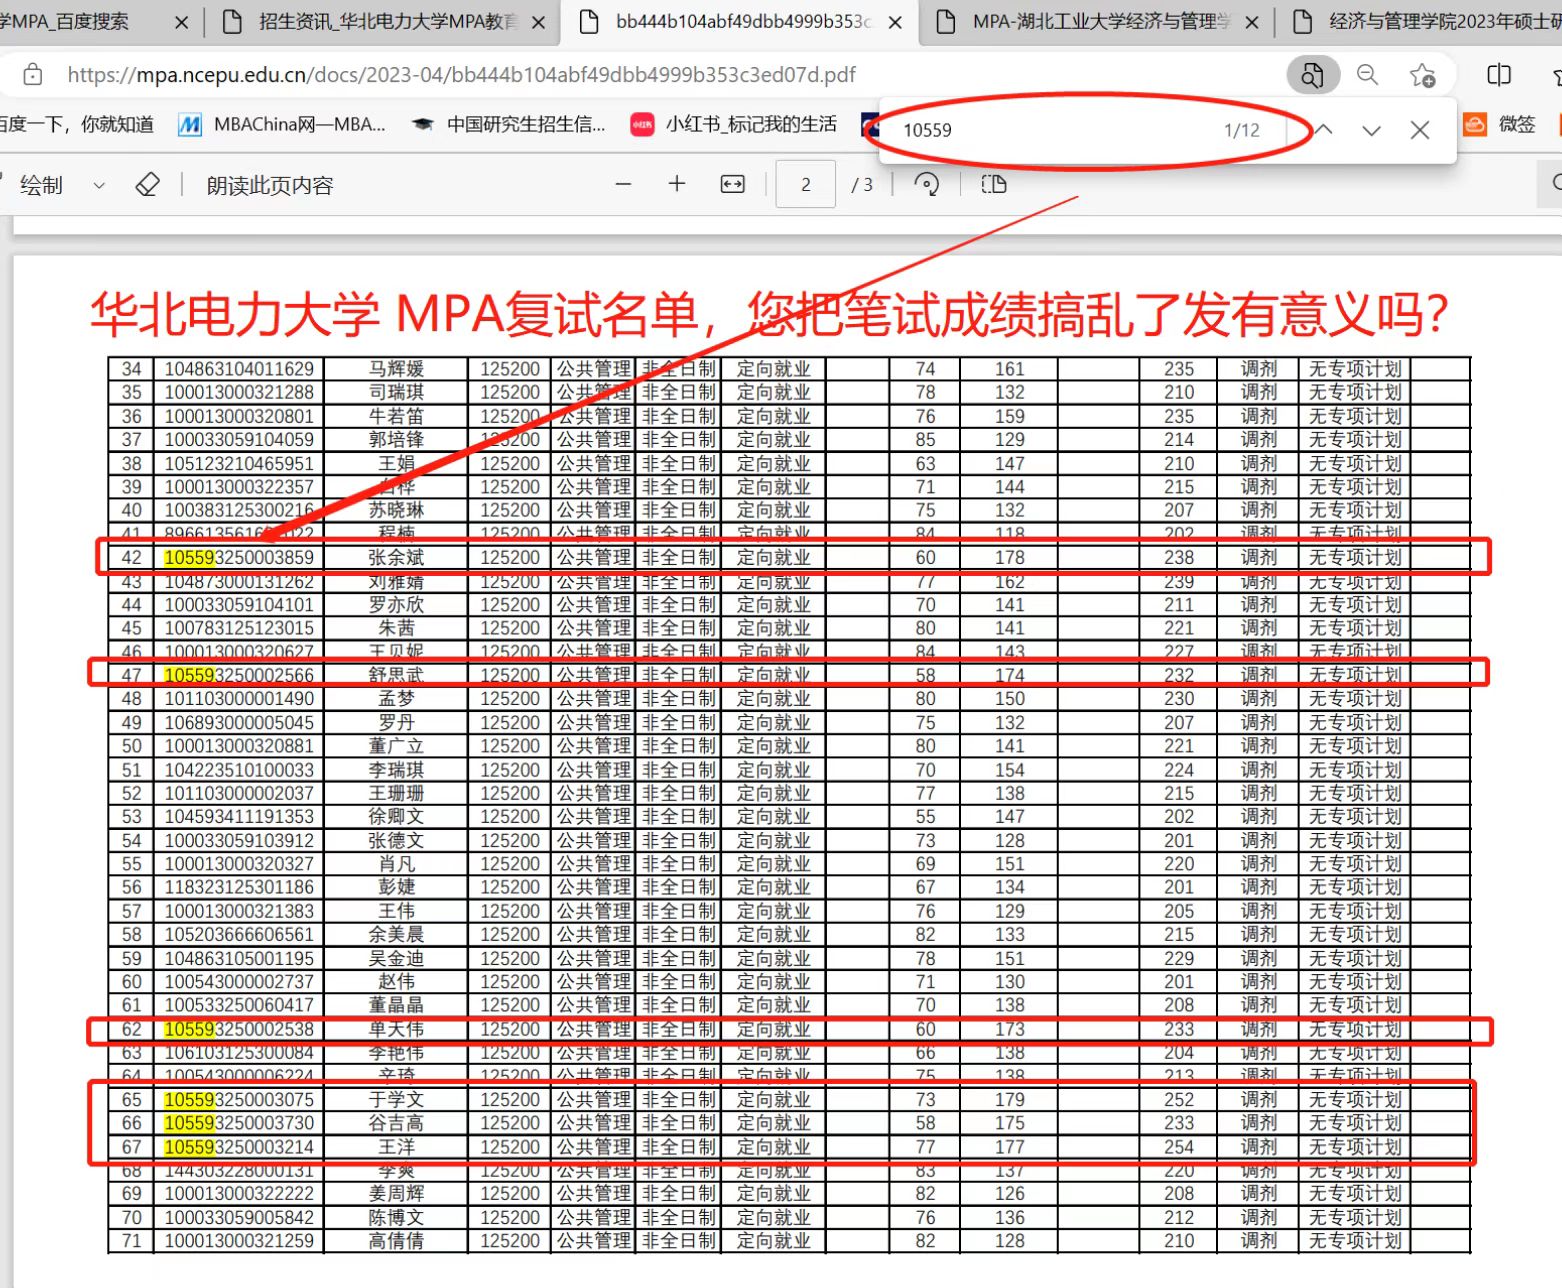 学MPA_百度搜索
招生资讯_华北电力大学MPA教育
bb444b104abf49dbb4999b353c
MPA-湖北工业大学经济与管理学
经济与管理学院2023年硕士研
https://mpa.ncepu.edu.cn/docs/2023-04/bb444b104abf49dbb4999b353c3ed07d.pdf
百度一下，你就知道
MBAChina网—MBA...
中国研究生招生信...
小红书_标记我的生活
10559 1/12
微签
绘制
朗读此页内容
2 / 3
华北电力大学 MPA复试名单，您把笔试成绩搞乱了发有意义吗？
34 104863104011629 马辉媛 125200 公共管理 非全日制 定向就业 74 161 235 调剂 无专项计划
35 100013000321288 司瑞琪 125200 公共管理 非全日制 定向就业 78 132 210 调剂 无专项计划
36 100013000320801 牛若笛 125200 公共管理 非全日制 定向就业 76 159 235 调剂 无专项计划
37 100033059104059 郭培锋 125200 公共管理 非全日制 定向就业 85 129 214 调剂 无专项计划
38 105123210465951 王娟 125200 公共管理 非全日制 定向就业 63 147 210 调剂 无专项计划
39 100013000322357 桦 125200 公共管理 非全日制 定向就业 71 144 215 调剂 无专项计划
40 100383125300216 苏晓琳 125200 公共管理 非全日制 定向就业 75 132 207 调剂 无专项计划
41 程楠 125200 公共管理 非全日制 定向就业 84 118 202 调剂 无专项计划
42 105593250003859 张余斌 125200 公共管理 非全日制 定向就业 60 178 238 调剂 无专项计划
43 104873000131262 刘雅婧 125200 公共管理 非全日制 定向就业 77 162 239 调剂 无专项计划
44 100033059104101 罗亦欣 125200 公共管理 非全日制 定向就业 70 141 211 调剂 无专项计划
45 100783125123015 朱茜 125200 公共管理 非全日制 定向就业 80 141 221 调剂 无专项计划
46 100013000320627 王贝妮 125200 公共管理 非全日制 定向就业 84 143 227 调剂 无专项计划
47 105593250002566 舒思武 125200 公共管理 非全日制 定向就业 58 174 232 调剂 无专项计划
48 101103000001490 孟梦 125200 公共管理 非全日制 定向就业 80 150 230 调剂 无专项计划
49 106893000005045 罗丹 125200 公共管理 非全日制 定向就业 75 132 207 调剂 无专项计划
50 100013000320881 董广立 125200 公共管理 非全日制 定向就业 80 141 221 调剂 无专项计划
51 104223510100033 李瑞琪 125200 公共管理 非全日制 定向就业 70 154 224 调剂 无专项计划
52 101103000002037 王珊珊 125200 公共管理 非全日制 定向就业 77 138 215 调剂 无专项计划
53 104593411191353 徐卿文 125200 公共管理 非全日制 定向就业 55 147 202 调剂 无专项计划
54 100033059103912 张德文 125200 公共管理 非全日制 定向就业 73 128 201 调剂 无专项计划
55 100013000320327 肖凡 125200 公共管理 非全日制 定向就业 69 151 220 调剂 无专项计划
56 118323125301186 彭婕 125200 公共管理 非全日制 定向就业 67 134 201 调剂 无专项计划
57 100013000321383 王伟 125200 公共管理 非全日制 定向就业 76 129 205 调剂 无专项计划
58 105203666606561 余美晨 125200 公共管理 非全日制 定向就业 82 133 215 调剂 无专项计划
59 104863105001195 吴金迪 125200 公共管理 非全日制 定向就业 78 151 229 调剂 无专项计划
60 100543000002737 赵伟 125200 公共管理 非全日制 定向就业 71 130 201 调剂 无专项计划
61 100533250060417 董晶晶 125200 公共管理 非全日制 定向就业 70 138 208 调剂 无专项计划
62 105593250002538 单天伟 125200 公共管理 非全日制 定向就业 60 173 233 调剂 无专项计划
63 106103125300084 李艳伟 125200 公共管理 非全日制 定向就业 66 138 204 调剂 无专项计划
64 100543000006224 辛琦 125200 公共管理 非全日制 定向就业 75 138 213 调剂 无专项计划
65 105593250003075 于学文 125200 公共管理 非全日制 定向就业 73 179 252 调剂 无专项计划
66 105593250003730 谷吉高 125200 公共管理 非全日制 定向就业 58 175 233 调剂 无专项计划
67 105593250003214 王洋 125200 公共管理 非全日制 定向就业 77 177 254 调剂 无专项计划
68 144303228000131 李爽 125200 公共管理 非全日制 定向就业 83 137 220 调剂 无专项计划
69 100013000322222 姜周辉 125200 公共管理 非全日制 定向就业 82 126 208 调剂 无专项计划
70 100033059005842 陈博文 125200 公共管理 非全日制 定向就业 76 136 212 调剂 无专项计划
71 100013000321259 高倩倩 125200 公共管理 非全日制 定向就业 82 128 210 调剂 无专项计划